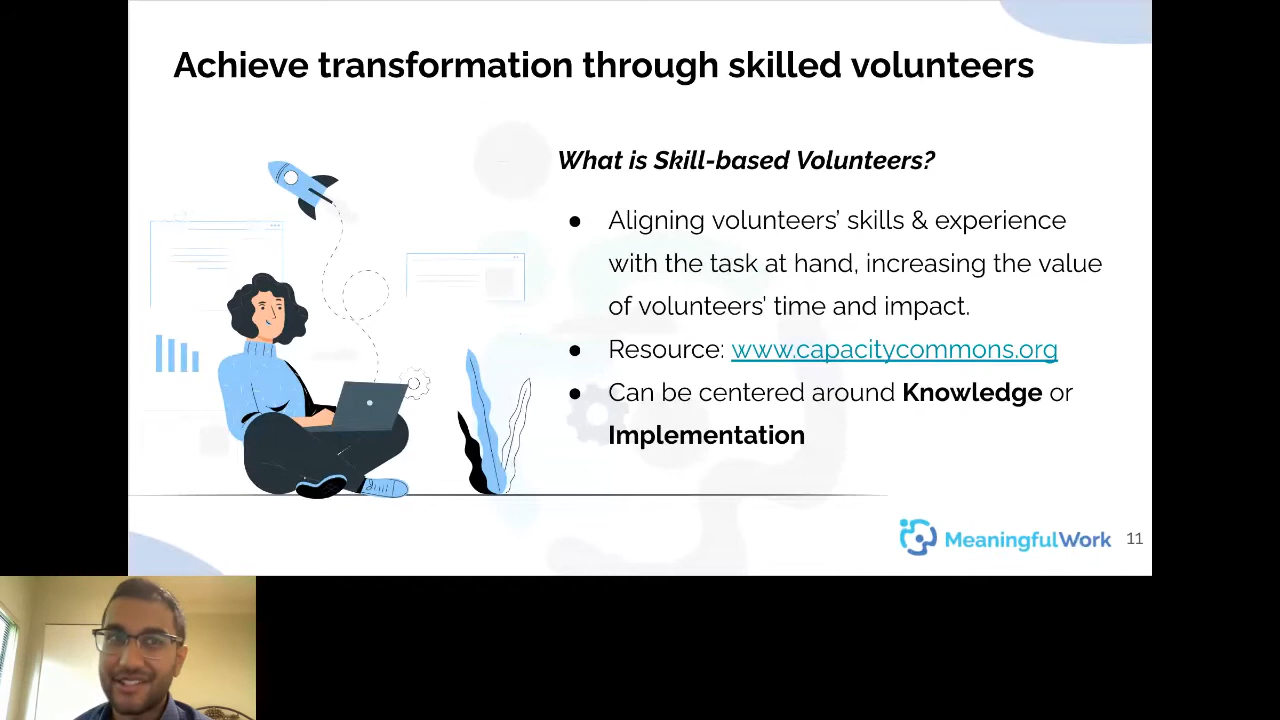 Achieve transformation through skilled volunteers
What is Skill-based Volunteers?
● Aligning volunteers’ skills & experience
with the task at hand, increasing the value
of volunteers’ time and impact.
● Resource: www.capacitycommons.org
● Can be centered around Knowledge or
Implementation
MeaningfulWork 11